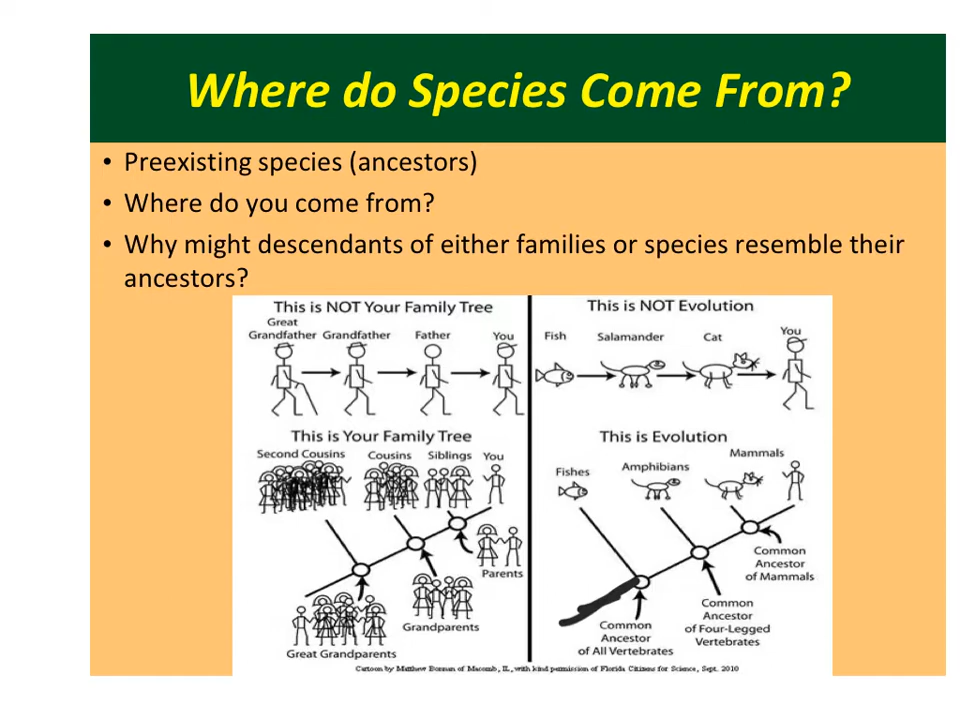 Where do Species Come From?
• Preexisting species (ancestors)
• Where do you come from?
• Why might descendants of either families or species resemble their
ancestors?
This is NOT Your Family Tree
Great
Grandfather Grandfather Father You
This is Your Family Tree
Second Cousins Cousins Siblings You
Parents
Grandparents
Great Grandparents
This is NOT Evolution
Fish Salamander Cat You
This is Evolution
Fishes Amphibians Mammals
Common
Ancestor
of Mammals
Common
Ancestor
of Four-Legged
Vertebrates
Common
Ancestor
of All Vertebrates
Cartoon by Matthew Bonnan of Macomb, IL, with kind permission of Florida Citizens for Science, Sept. 2010